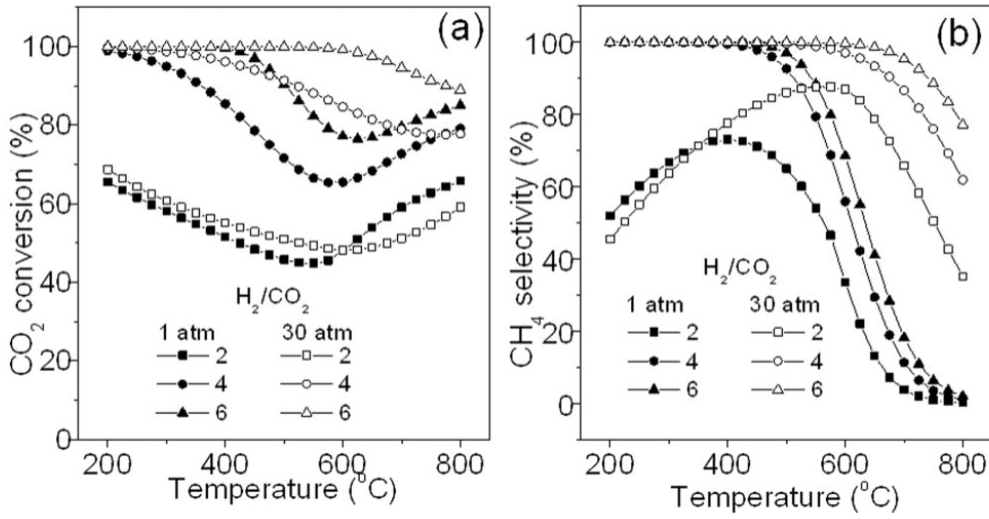 (a)
CO2 conversion (%)
100
80
60
40
20
0
H2/CO2
1 atm 30 atm
2 2
4 4
6 6
200 400 600 800
Temperature (°C)
(b)
CH4 selectivity (%)
100
80
60
40
20
0
H2/CO2
1 atm 30 atm
2 2
4 4
6 6
200 400 600 800
Temperature (°C)